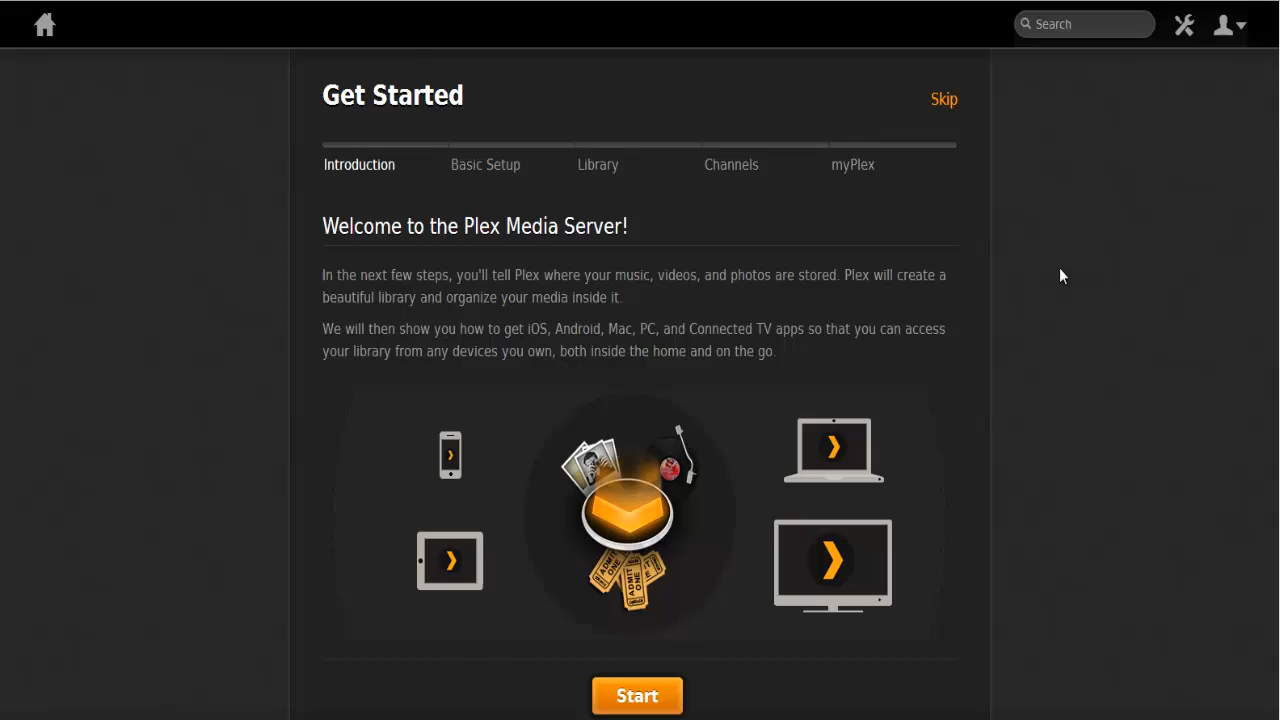 Search
Get Started
Skip
Introduction Basic Setup Library Channels myPlex
Welcome to the Plex Media Server!
In the next few steps, you'll tell Plex where your music, videos, and photos are stored. Plex will create a
beautiful library and organize your media inside it.
We will then show you how to get iOS, Android, Mac, PC, and Connected TV apps so that you can access
your library from any devices you own, both inside the home and on the go.
ADMIT ONE
ADMIT ONE
Start